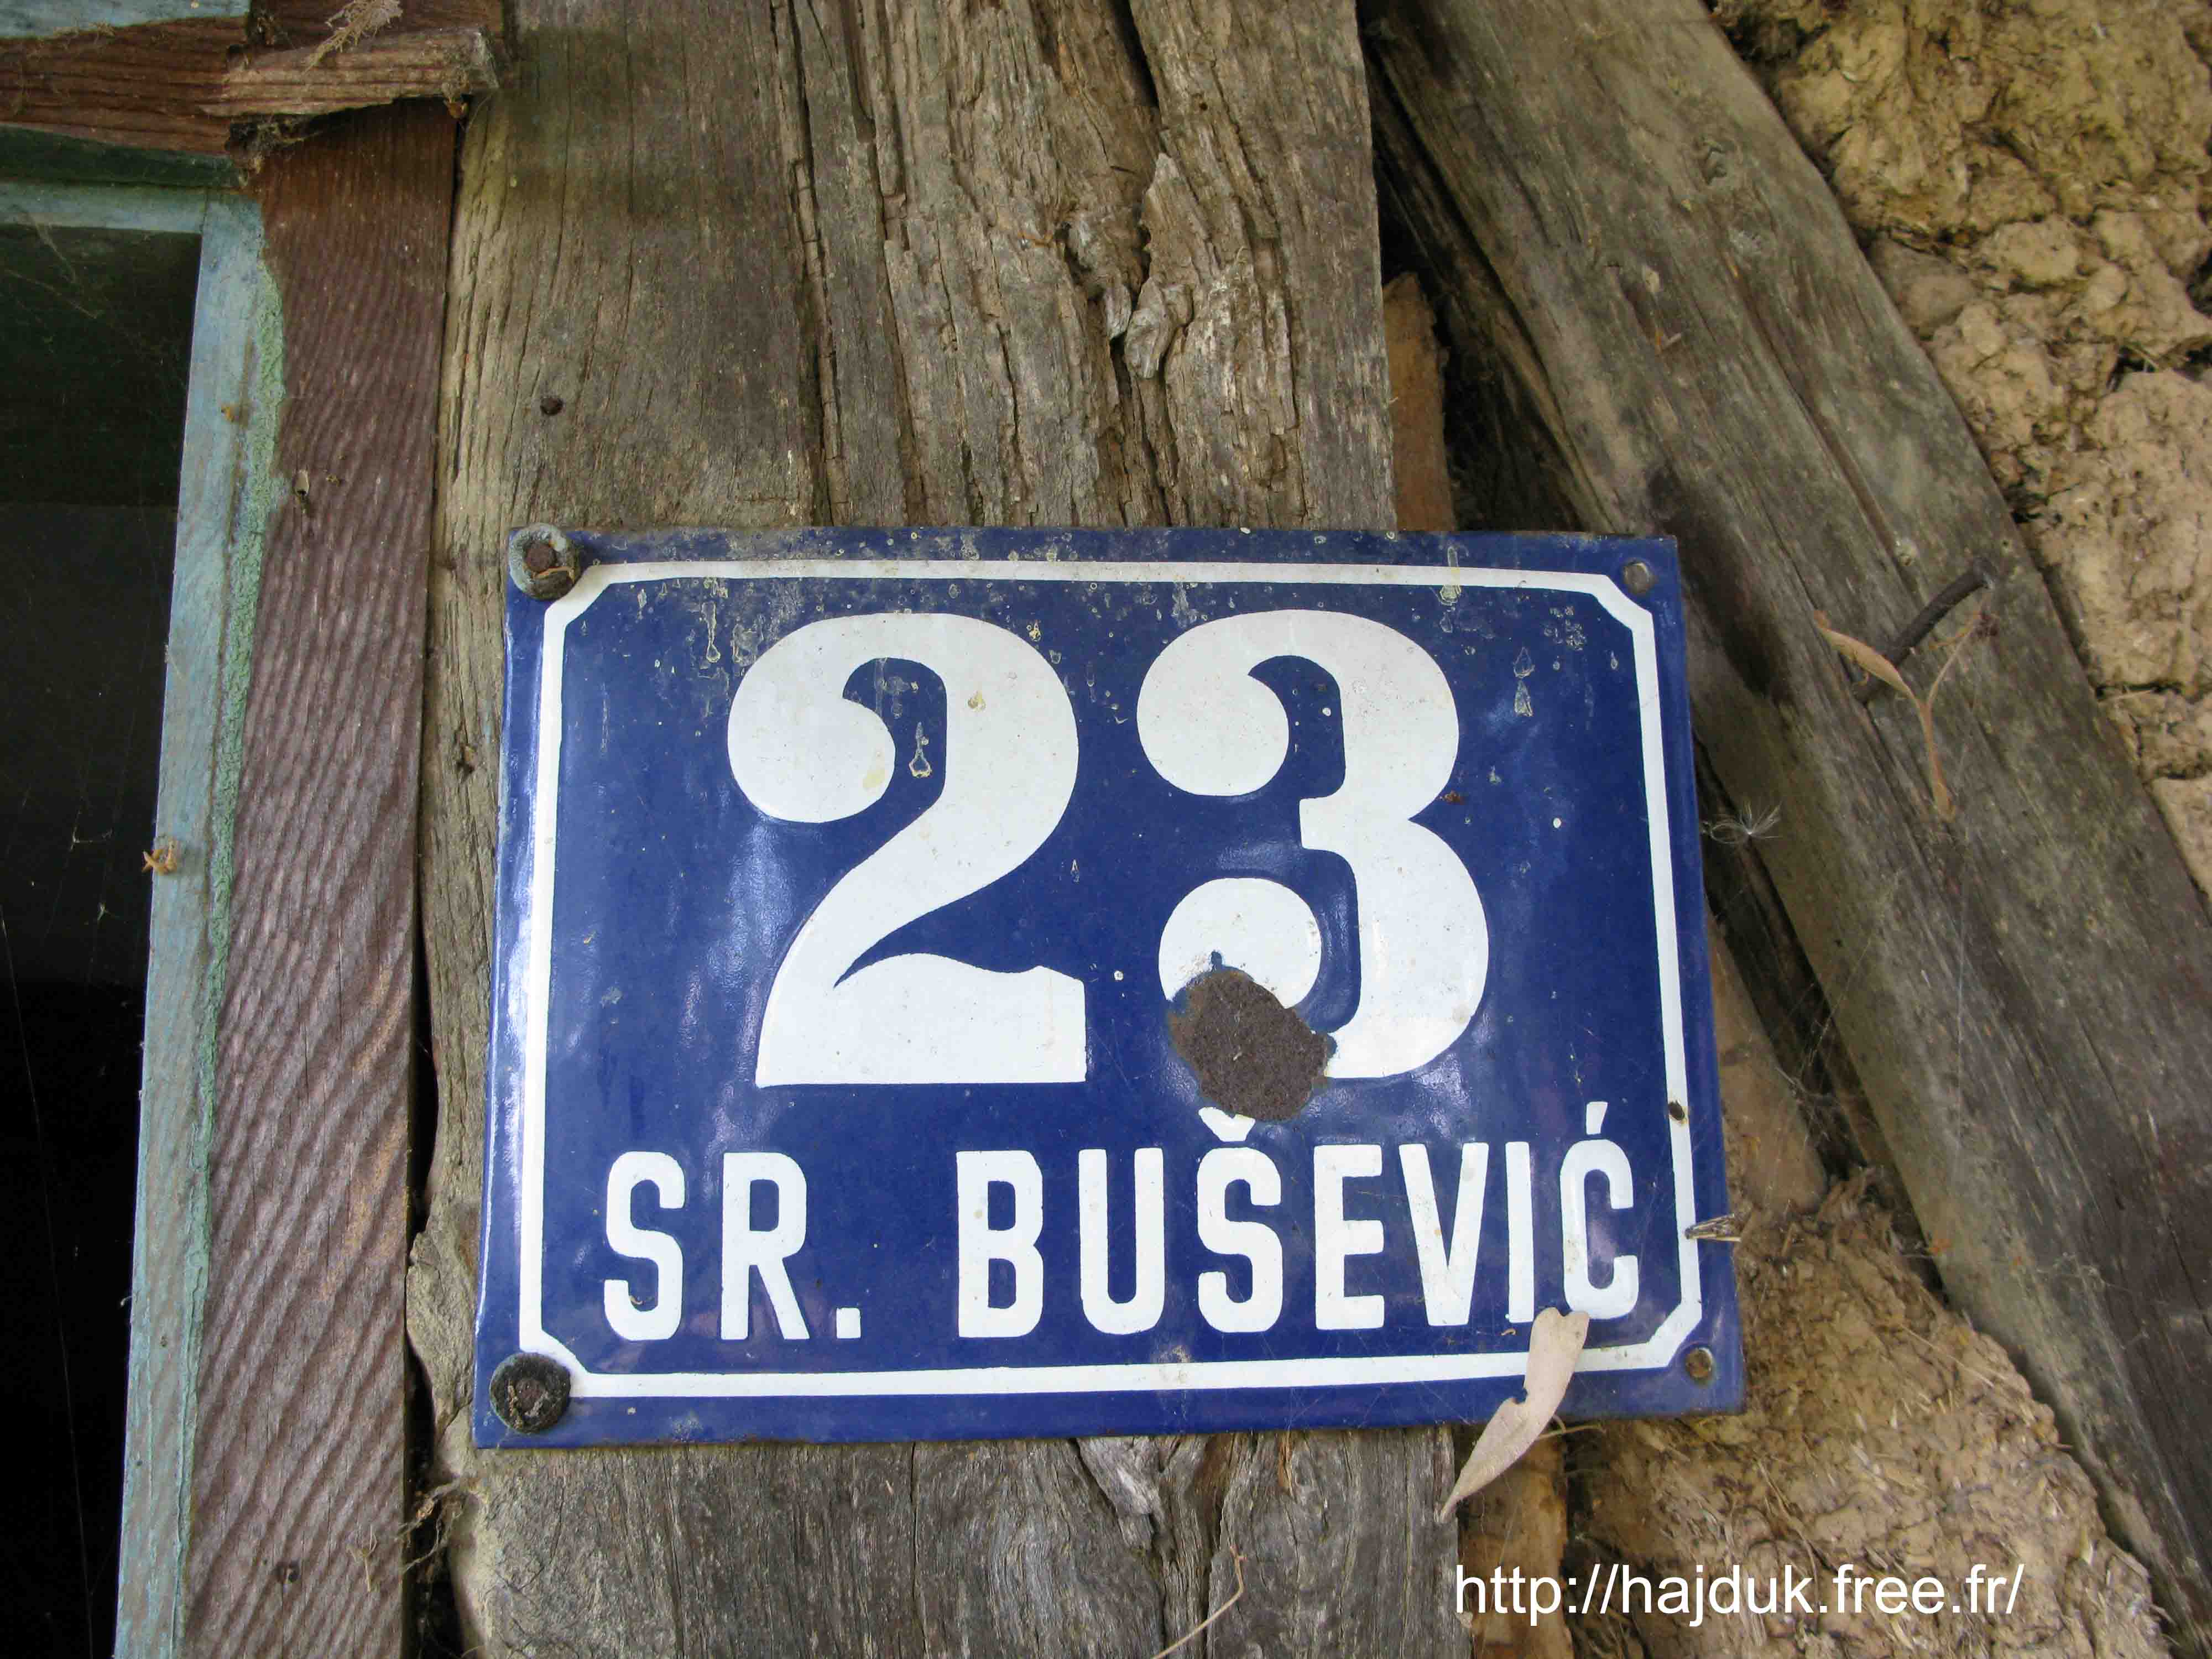 23
SR. BUŠEVIĆ
http://hajduk.free.fr/